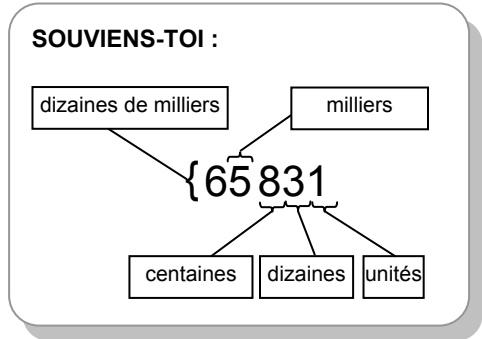 SOUVIENS-TOI :
dizaines de milliers
milliers
{65 831
centaines
dizaines
unités